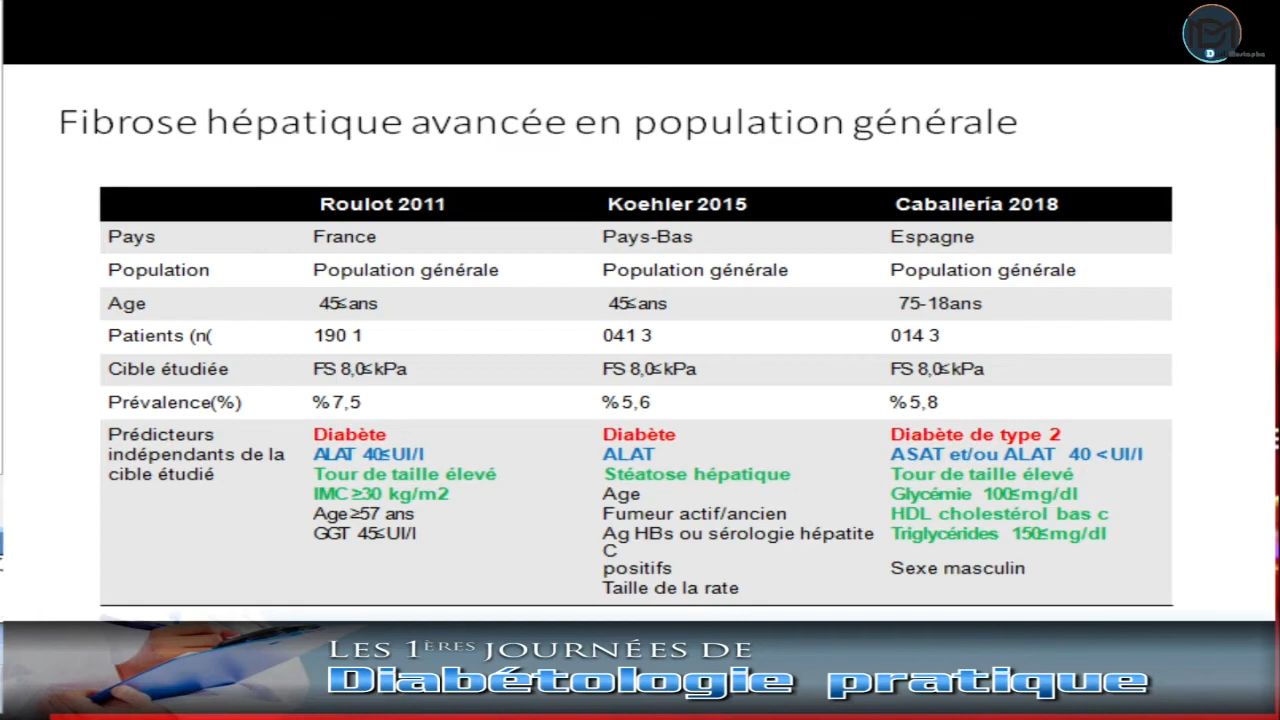 Fibrose hépatique avancée en population générale
Roulot 2011 Koehler 2015 Caballería 2018
Pays France Pays-Bas Espagne
Population Population générale Population générale Population générale
Age 45≤ans 45≤ans 75-18ans
Patients (n( 190 1 041 3 014 3
Cible étudiée FS 8,0≤kPa FS 8,0≤kPa FS 8,0≤kPa
Prévalence(%) % 7,5 % 5,6 % 5,8
Prédicteurs indépendants de la cible étudié
Diabète
ALAT 40≤UI/l
Tour de taille élevé
IMC ≥30 kg/m2
Age ≥57 ans
GGT 45≤UI/l
Diabète
ALAT
Stéatose hépatique
Age
Fumeur actif/ancien
Ag HBs ou sérologie hépatite
C
positifs
Taille de la rate
Diabète de type 2
ASAT et/ou ALAT 40 < UI/l
Tour de taille élevé
Glycémie 100≤mg/dl
HDL cholestérol bas c
Triglycérides 150≤mg/dl
Sexe masculin
LES 1ÈRES JOURNÉES DE
Diabétologie pratique